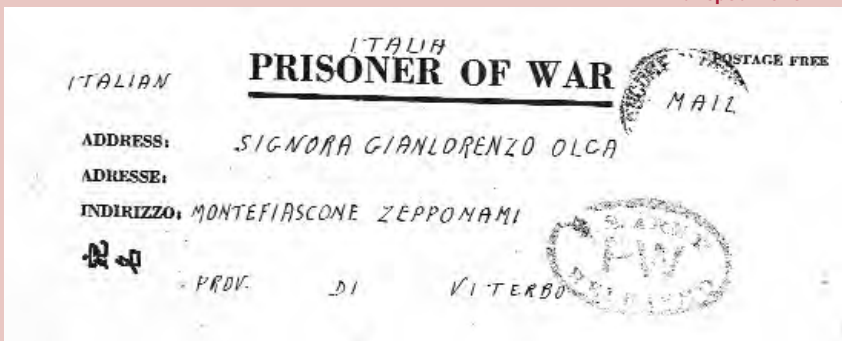 ITALIA
ITALIAN PRISONER OF WAR POSTAGE FREE
MAIL
ADDRESS: SIGNORA GIANLORENZO OLGA
ADRESSE:
INDIRIZZO: MONTEFIASCONE ZEPPONAMI
U.S. ARMY
PW
PROV. DI VITERBO